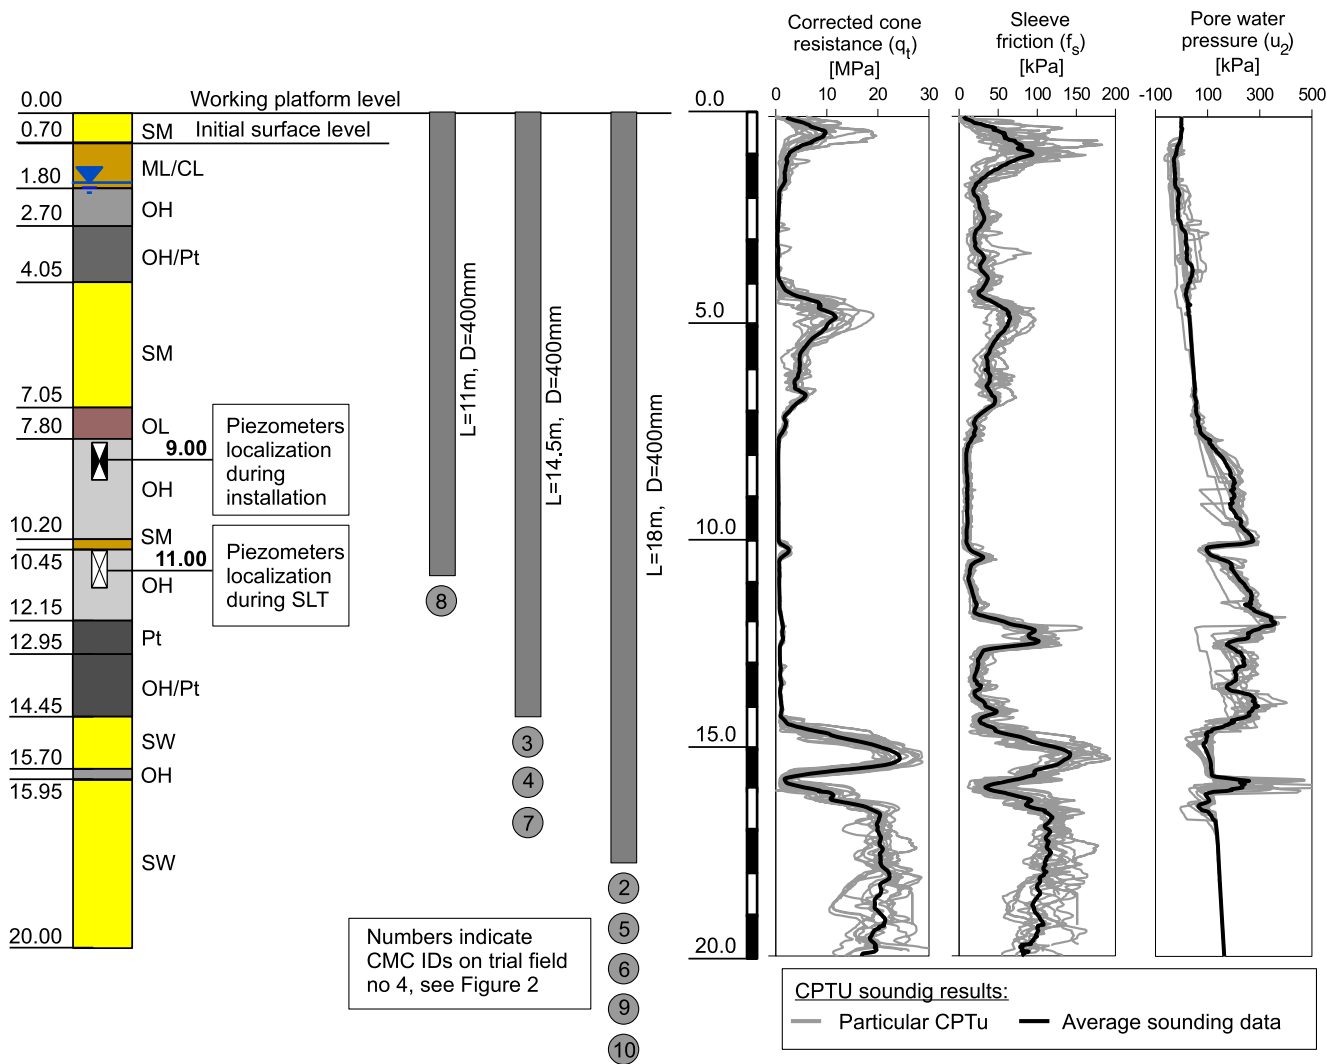 0.00
Working platform level
0.70
SM
Initial surface level
ML/CL
1.80
OH
2.70
OH/Pt
4.05
SM
7.05
OL
7.80
9.00
Piezometers
localization
during
installation
OH
10.20
SM
10.45
11.00
Piezometers
localization
during SLT
OH
12.15
Pt
12.95
OH/Pt
14.45
SW
15.70
OH
15.95
SW
20.00
L=11m, D=400mm
8
L=14.5m, D=400mm
3
4
7
L=18m, D=400mm
2
5
6
9
10
Numbers indicate
CMC IDs on trial field
no 4, see Figure 2
0.0
5.0
10.0
15.0
20.0
Corrected cone
resistance (qt)
[MPa]
0 10 20 30
Sleeve
friction (fs)
[kPa]
0 50 100 150 200
Pore water
pressure (u2)
[kPa]
-100 100 300 500
CPTU soundig results:
Particular CPTu
Average sounding data